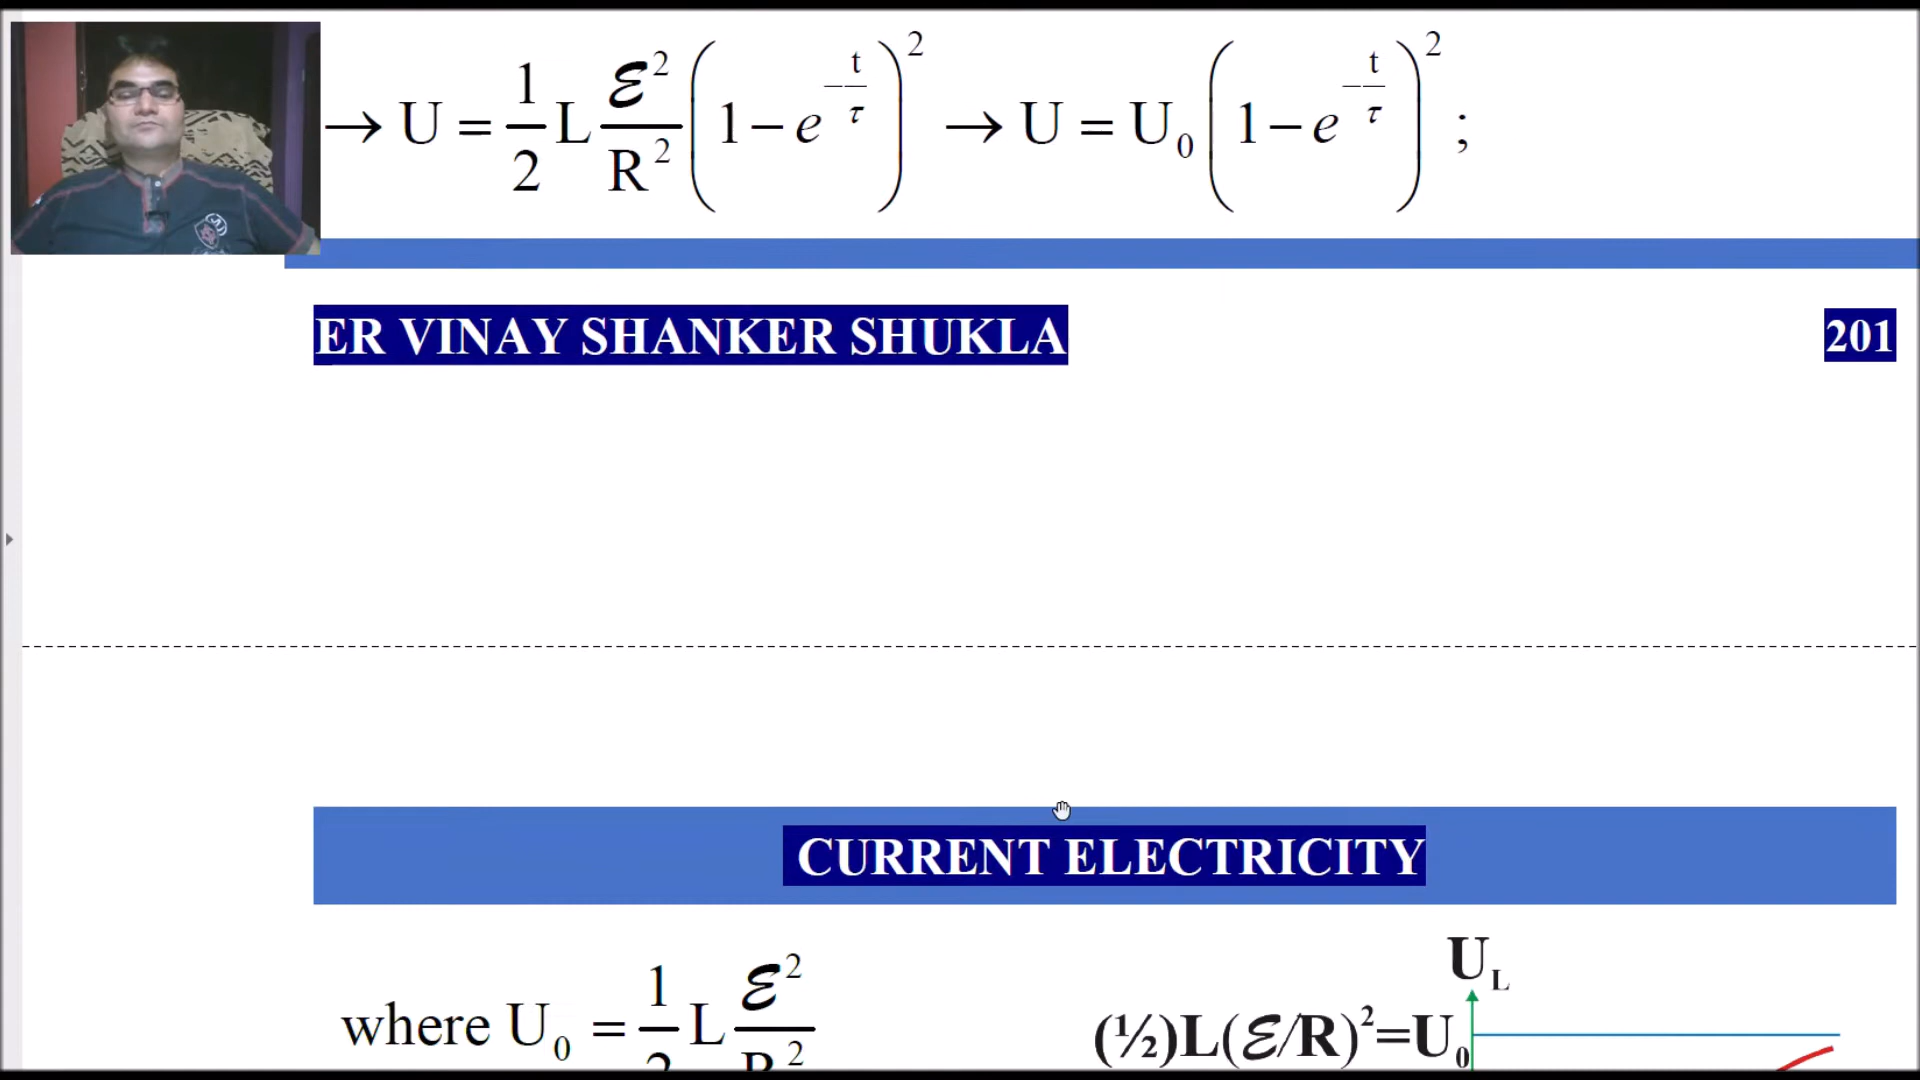 → U = 1/2 L ℰ²/R² (1 − e^(−t/τ))² → U = U₀ (1 − e^(−t/τ))² ;
ER VINAY SHANKER SHUKLA 201
CURRENT ELECTRICITY
where U₀ = 1/2 L ℰ²/R²
U_L
(½)L(ℰ/R)²=U₀